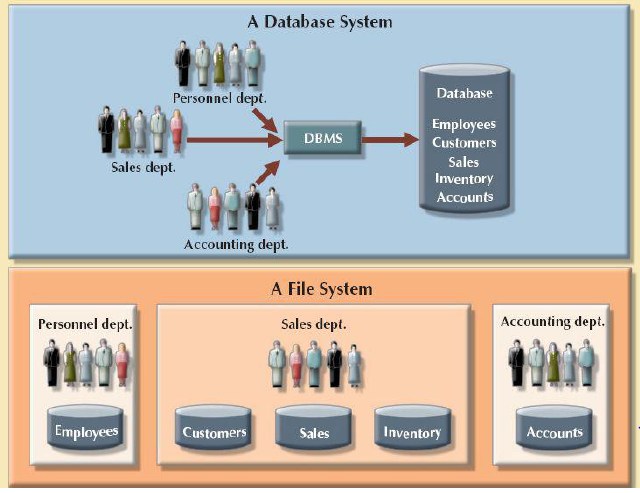 A Database System
Personnel dept.
Sales dept.
Accounting dept.
DBMS
Database
Employees
Customers
Sales
Inventory
Accounts
A File System
Personnel dept.
Employees
Sales dept.
Customers
Sales
Inventory
Accounting dept.
Accounts